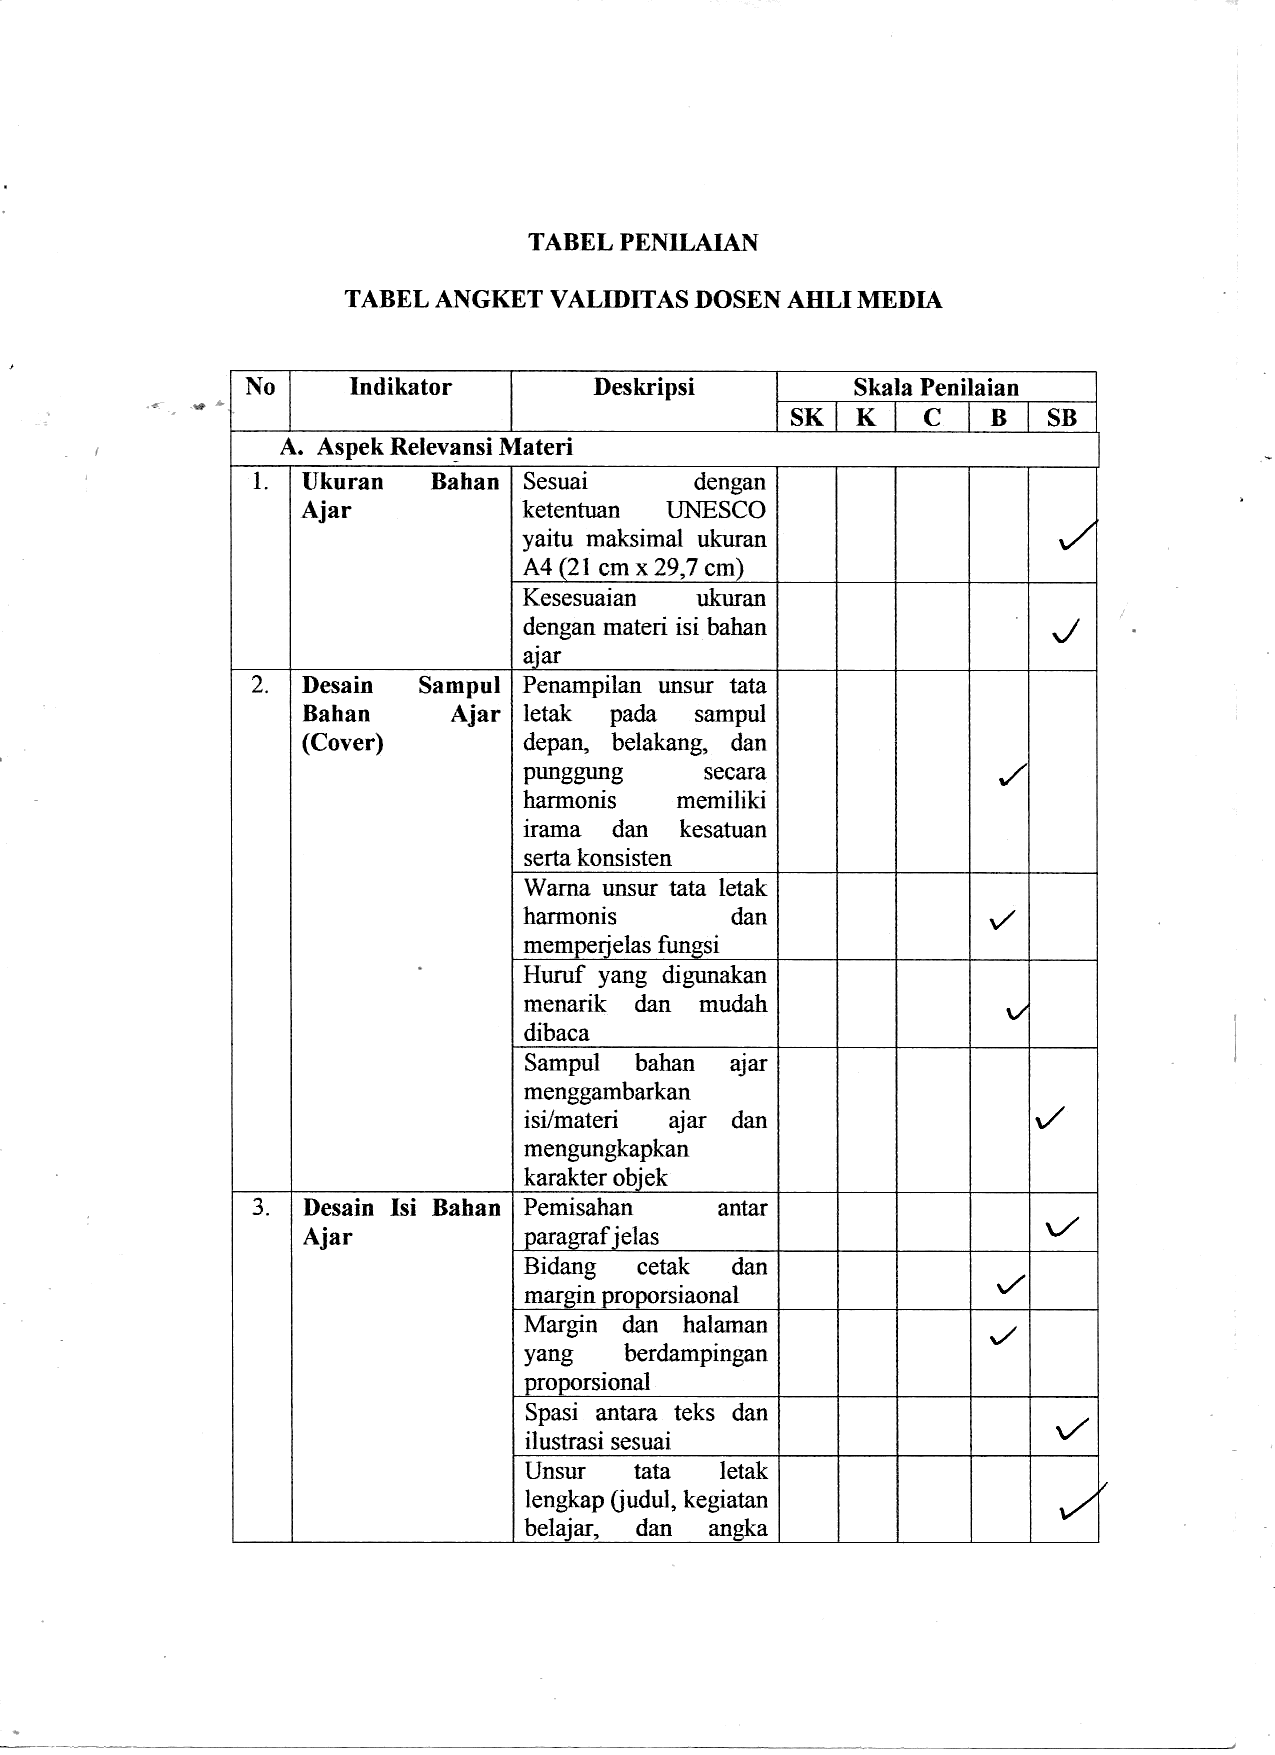 TABEL PENILAIAN
TABEL ANGKET VALIDITAS DOSEN AHLI MEDIA
No Indikator Deskripsi Skala Penilaian
SK K C B SB
A. Aspek Relevansi Materi
1. Ukuran Bahan Sesuai dengan
Ajar ketentuan UNESCO
yaitu maksimal ukuran ✓
A4 (21 cm x 29,7 cm)
Kesesuaian ukuran
dengan materi isi bahan ✓
ajar
2. Desain Sampul Penampilan unsur tata
Bahan Ajar letak pada sampul
(Cover) depan, belakang, dan
punggung secara ✓
harmonis memiliki
irama dan kesatuan
serta konsisten
Warna unsur tata letak
harmonis dan ✓
memperjelas fungsi
Huruf yang digunakan
menarik dan mudah ✓
dibaca
Sampul bahan ajar
menggambarkan
isi/materi ajar dan ✓
mengungkapkan
karakter objek
3. Desain Isi Bahan Pemisahan antar
Ajar paragraf jelas ✓
Bidang cetak dan
margin proporsiaonal ✓
Margin dan halaman ✓
yang berdampingan
proporsional
Spasi antara teks dan
ilustrasi sesuai ✓
Unsur tata letak
lengkap (judul, kegiatan ✓
belajar, dan angka